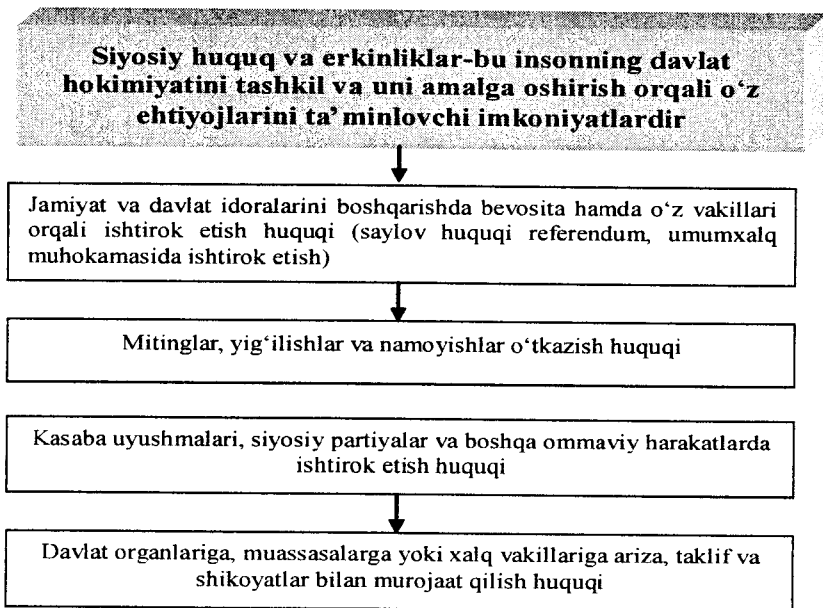 Siyosiy huquq va erkinliklar-bu insonning davlat
hokimiyatini tashkil va uni amalga oshirish orqali o‘z
ehtiyojlarini ta’minlovchi imkoniyatlardir
Jamiyat va davlat idoralarini boshqarishda bevosita hamda o‘z vakillari
orqali ishtirok etish huquqi (saylov huquqi referendum, umumxalq
muhokamasida ishtirok etish)
Mitinglar, yig‘ilishlar va namoyishlar o‘tkazish huquqi
Kasaba uyushmalari, siyosiy partiyalar va boshqa ommaviy harakatlarda
ishtirok etish huquqi
Davlat organlariga, muassasalarga yoki xalq vakillariga ariza, taklif va
shikoyatlar bilan murojaat qilish huquqi